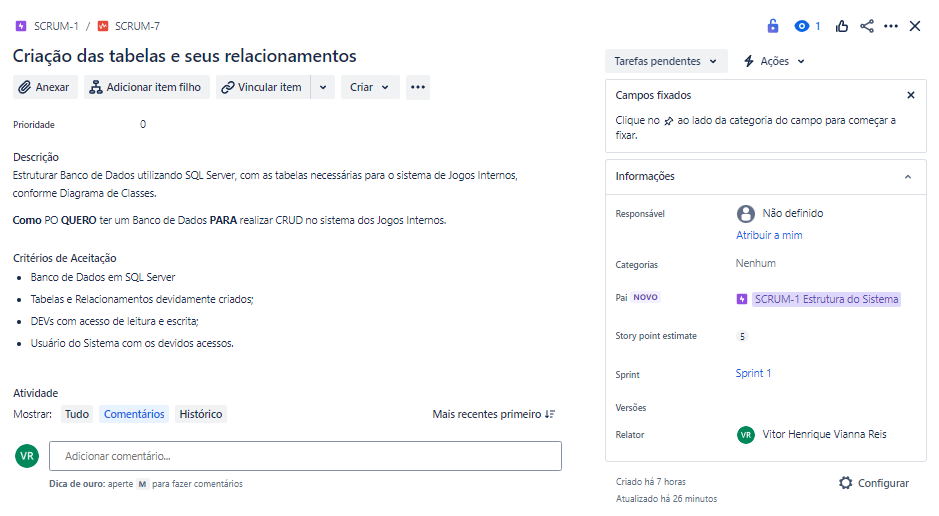 SCRUM-1 / SCRUM-7
1
Criação das tabelas e seus relacionamentos
Anexar Adicionar item filho Vincular item Criar
Prioridade 0
Descrição
Estruturar Banco de Dados utilizando SQL Server, com as tabelas necessárias para o sistema de Jogos Internos,
conforme Diagrama de Classes.
Como PO QUERO ter um Banco de Dados PARA realizar CRUD no sistema dos Jogos Internos.
Critérios de Aceitação
• Banco de Dados em SQL Server
• Tabelas e Relacionamentos devidamente criados;
• DEVs com acesso de leitura e escrita;
• Usuário do Sistema com os devidos acessos.
Atividade
Mostrar: Tudo Comentários Histórico Mais recentes primeiro
VR Adicionar comentário...
Dica de ouro: aperte M para fazer comentários
Tarefas pendentes Ações
Campos fixados
Clique no ao lado da categoria do campo para começar a
fixar.
Informações
Responsável Não definido
Atribuir a mim
Categorias Nenhum
Pai NOVO SCRUM-1 Estrutura do Sistema
Story point estimate 5
Sprint Sprint 1
Versões
Relator VR Vitor Henrique Vianna Reis
Criado há 7 horas
Atualizado há 26 minutos
Configurar